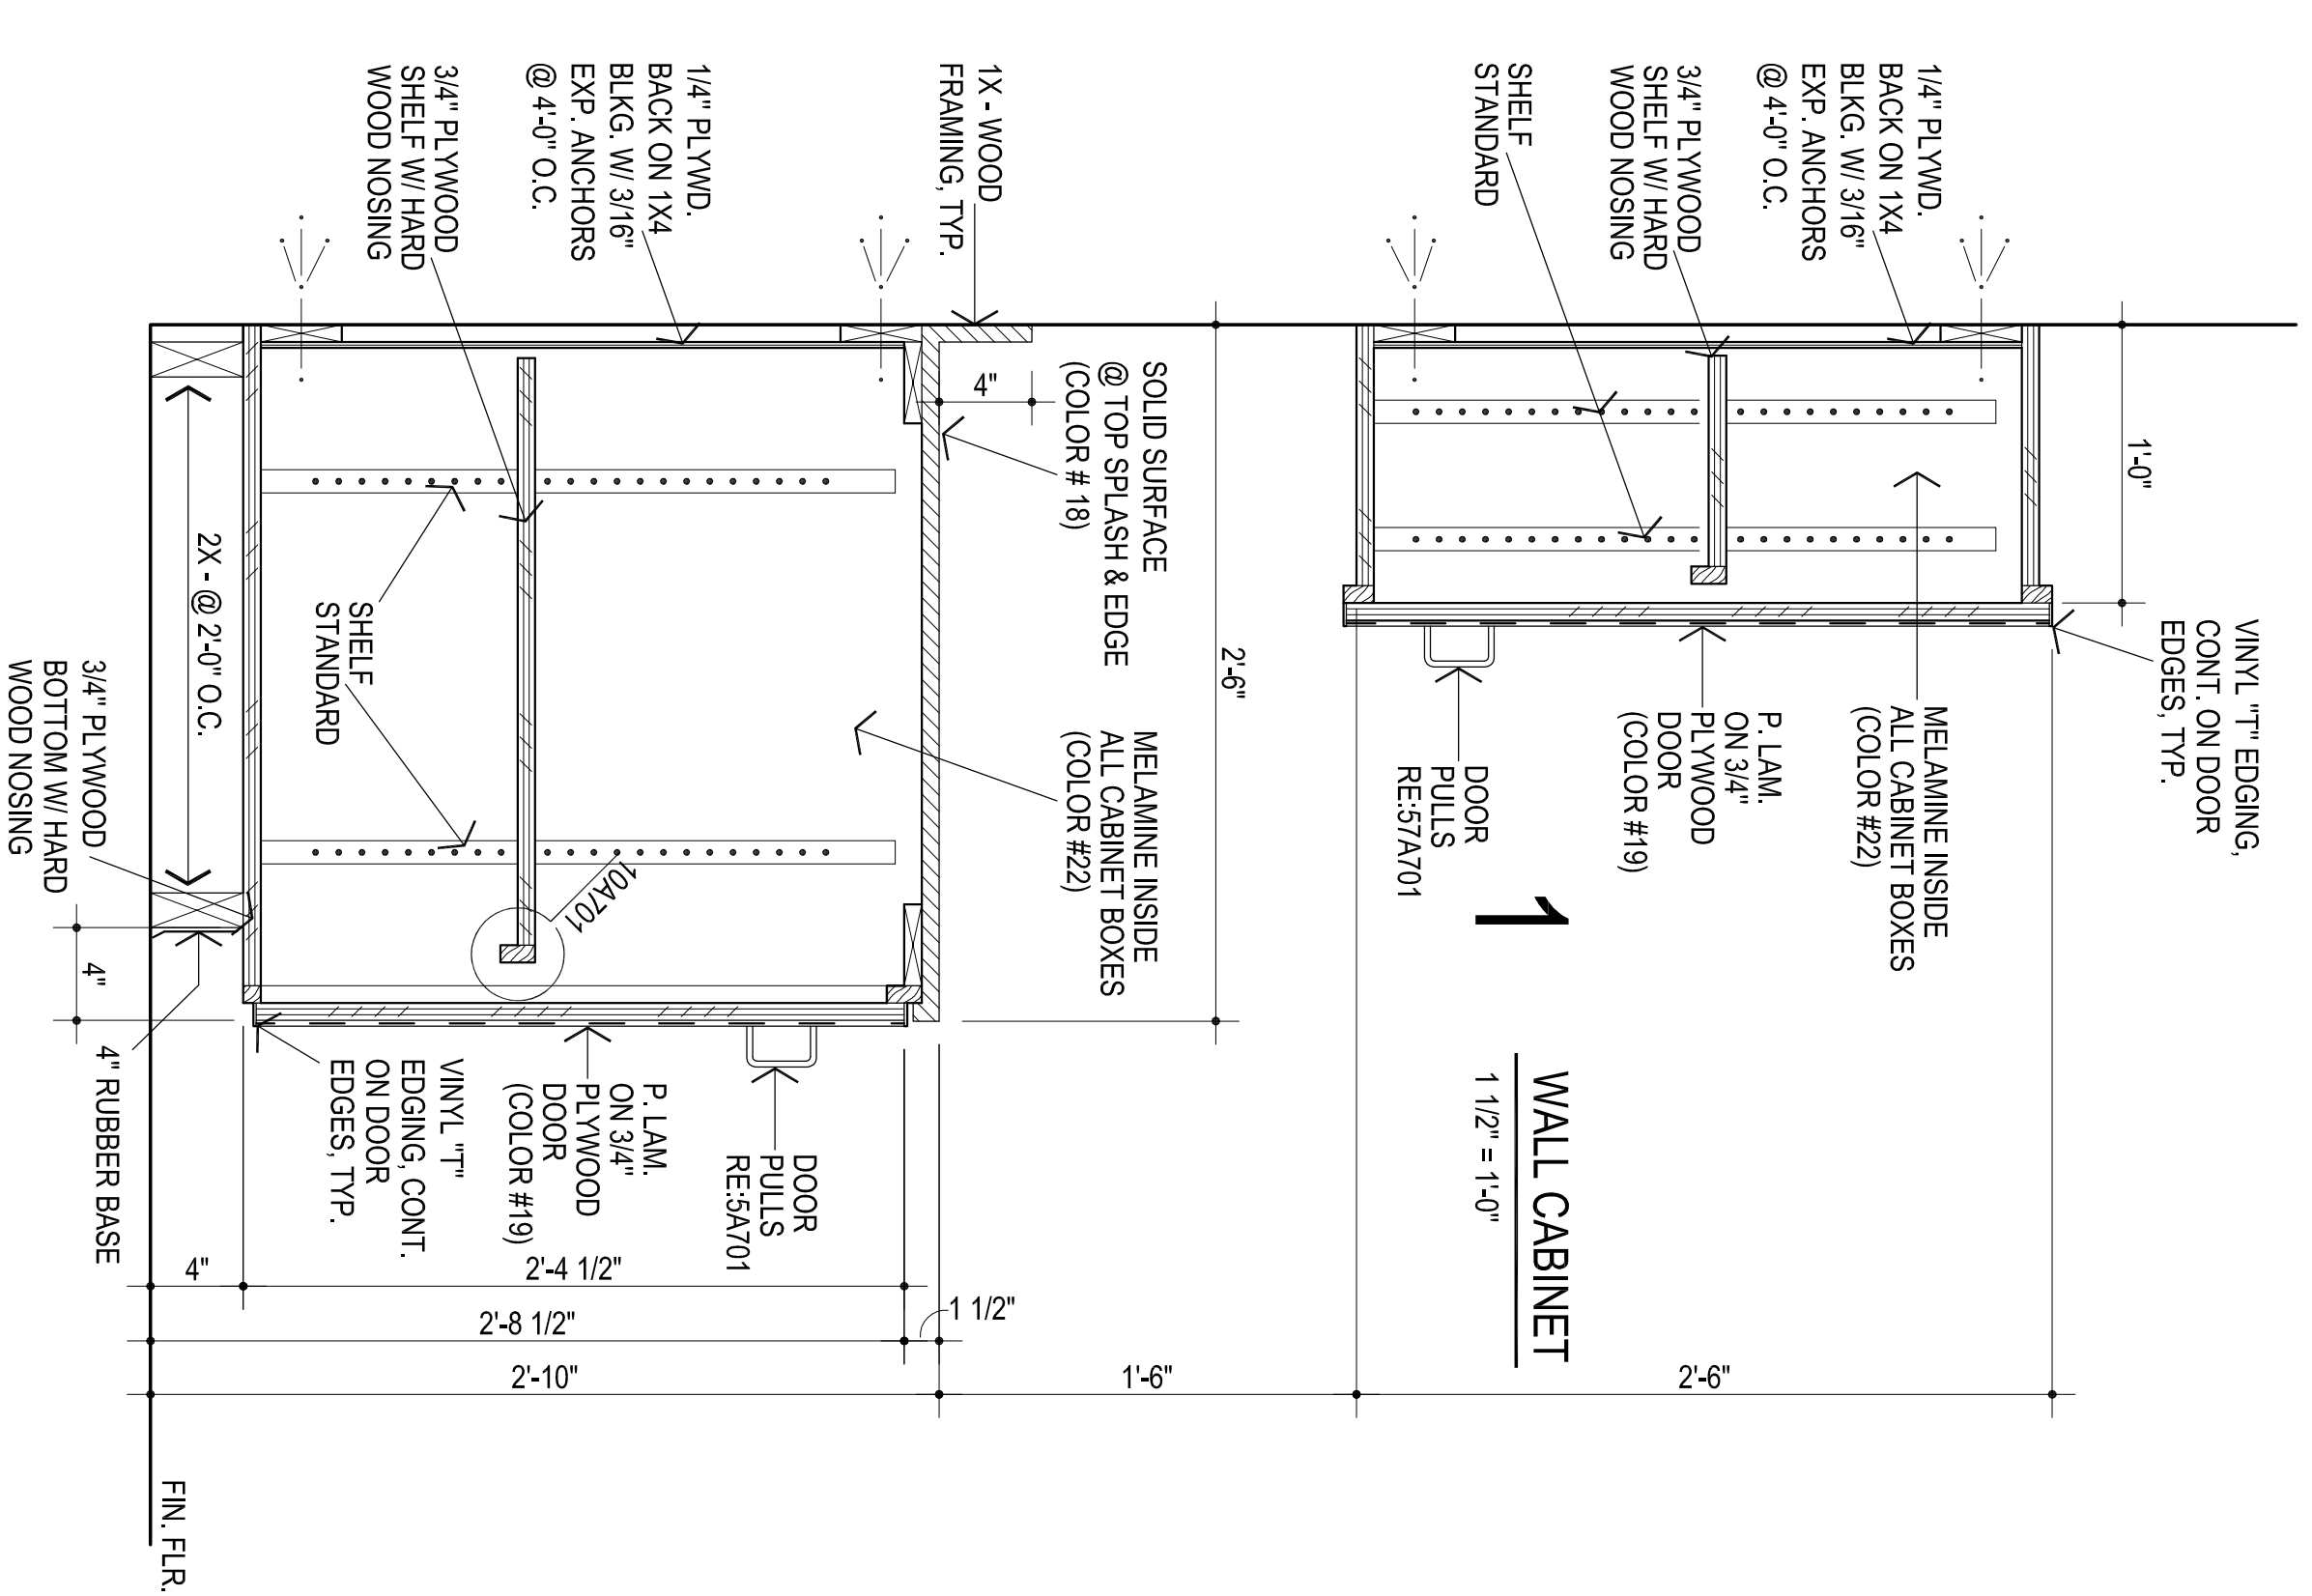 1/4" PLYWD.
BACK ON 1X4
BLKG. W/ 3/16"
EXP. ANCHORS
@ 4'-0" O.C.
3/4" PLYWOOD
SHELF W/ HARD
WOOD NOSING
SHELF
STANDARD
1'-0"
VINYL "T" EDGING,
CONT. ON DOOR
EDGES, TYP.
MELAMINE INSIDE
ALL CABINET BOXES
(COLOR #22)
P. LAM.
ON 3/4"
PLYWOOD
DOOR
(COLOR #19)
DOOR
PULLS
RE:57A701
2'-6"
1
WALL CABINET
1 1/2" = 1'-0"
1'-6"
2'-6"
1X - WOOD
FRAMING, TYP.
4"
SOLID SURFACE
@ TOP SPLASH & EDGE
(COLOR # 18)
MELAMINE INSIDE
ALL CABINET BOXES
(COLOR #22)
1/4" PLYWD.
BACK ON 1X4
BLKG. W/ 3/16"
EXP. ANCHORS
@ 4'-0" O.C.
3/4" PLYWOOD
SHELF W/ HARD
WOOD NOSING
10A701
SHELF
STANDARD
DOOR
PULLS
RE:5A701
P. LAM.
ON 3/4"
PLYWOOD
DOOR
(COLOR #19)
VINYL "T"
EDGING, CONT.
ON DOOR
EDGES, TYP.
1 1/2"
2'-4 1/2"
2'-8 1/2"
2'-10"
4"
2X - @ 2'-0" O.C.
3/4" PLYWOOD
BOTTOM W/ HARD
WOOD NOSING
4"
4" RUBBER BASE
FIN. FLR.